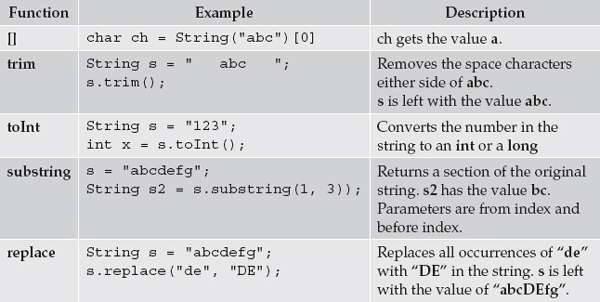 Function Example Description
[] char ch = String("abc")[0] ch gets the value a.
trim String s = "   abc   "; Removes the space characters
s.trim(); either side of abc.
s is left with the value abc.
toInt String s = "123"; Converts the number in the
int x = s.toInt(); string to an int or a long
substring s = "abcdefg"; Returns a section of the original
String s2 = s.substring(1, 3)); string. s2 has the value bc.
Parameters are from index and
before index.
replace String s = "abcdefg"; Replaces all occurrences of “de”
s.replace("de", "DE"); with “DE” in the string. s is left
with the value of “abcDEfg”.